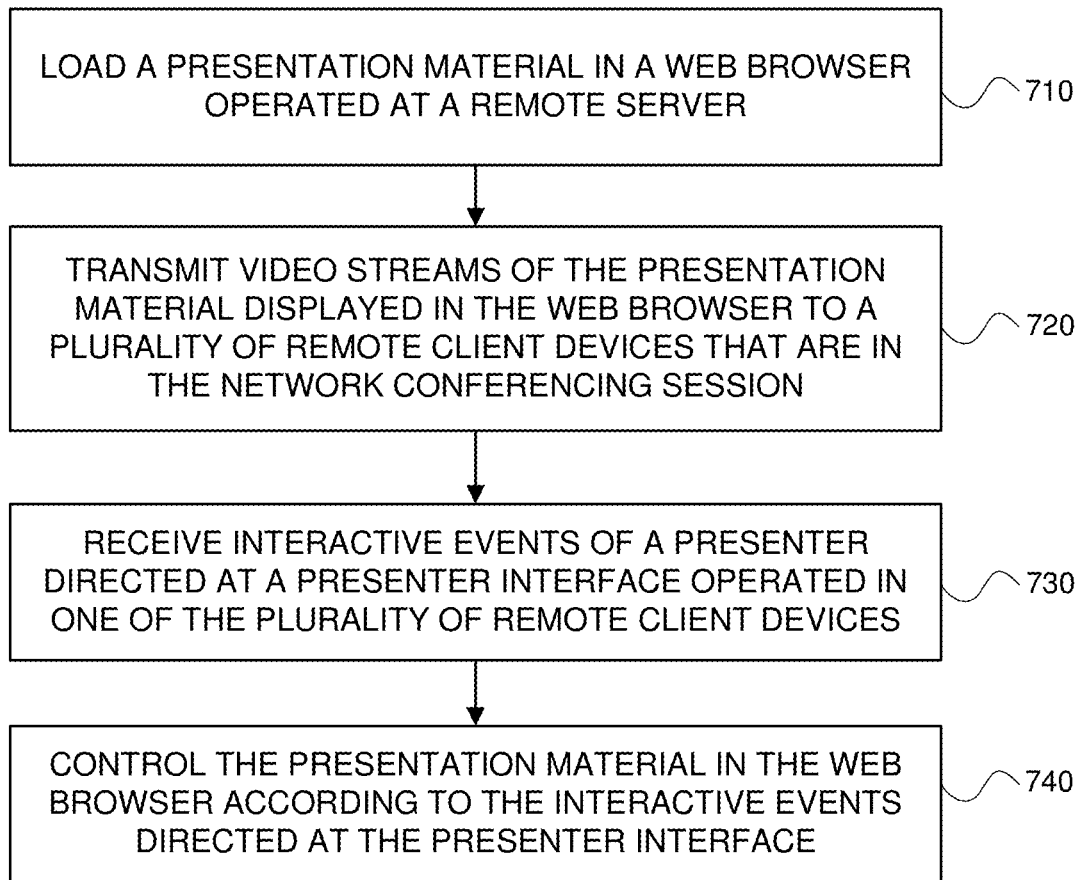 LOAD A PRESENTATION MATERIAL IN A WEB BROWSER
OPERATED AT A REMOTE SERVER
710
TRANSMIT VIDEO STREAMS OF THE PRESENTATION
MATERIAL DISPLAYED IN THE WEB BROWSER TO A
PLURALITY OF REMOTE CLIENT DEVICES THAT ARE IN
THE NETWORK CONFERENCING SESSION
720
RECEIVE INTERACTIVE EVENTS OF A PRESENTER
DIRECTED AT A PRESENTER INTERFACE OPERATED IN
ONE OF THE PLURALITY OF REMOTE CLIENT DEVICES
730
CONTROL THE PRESENTATION MATERIAL IN THE WEB
BROWSER ACCORDING TO THE INTERACTIVE EVENTS
DIRECTED AT THE PRESENTER INTERFACE
740